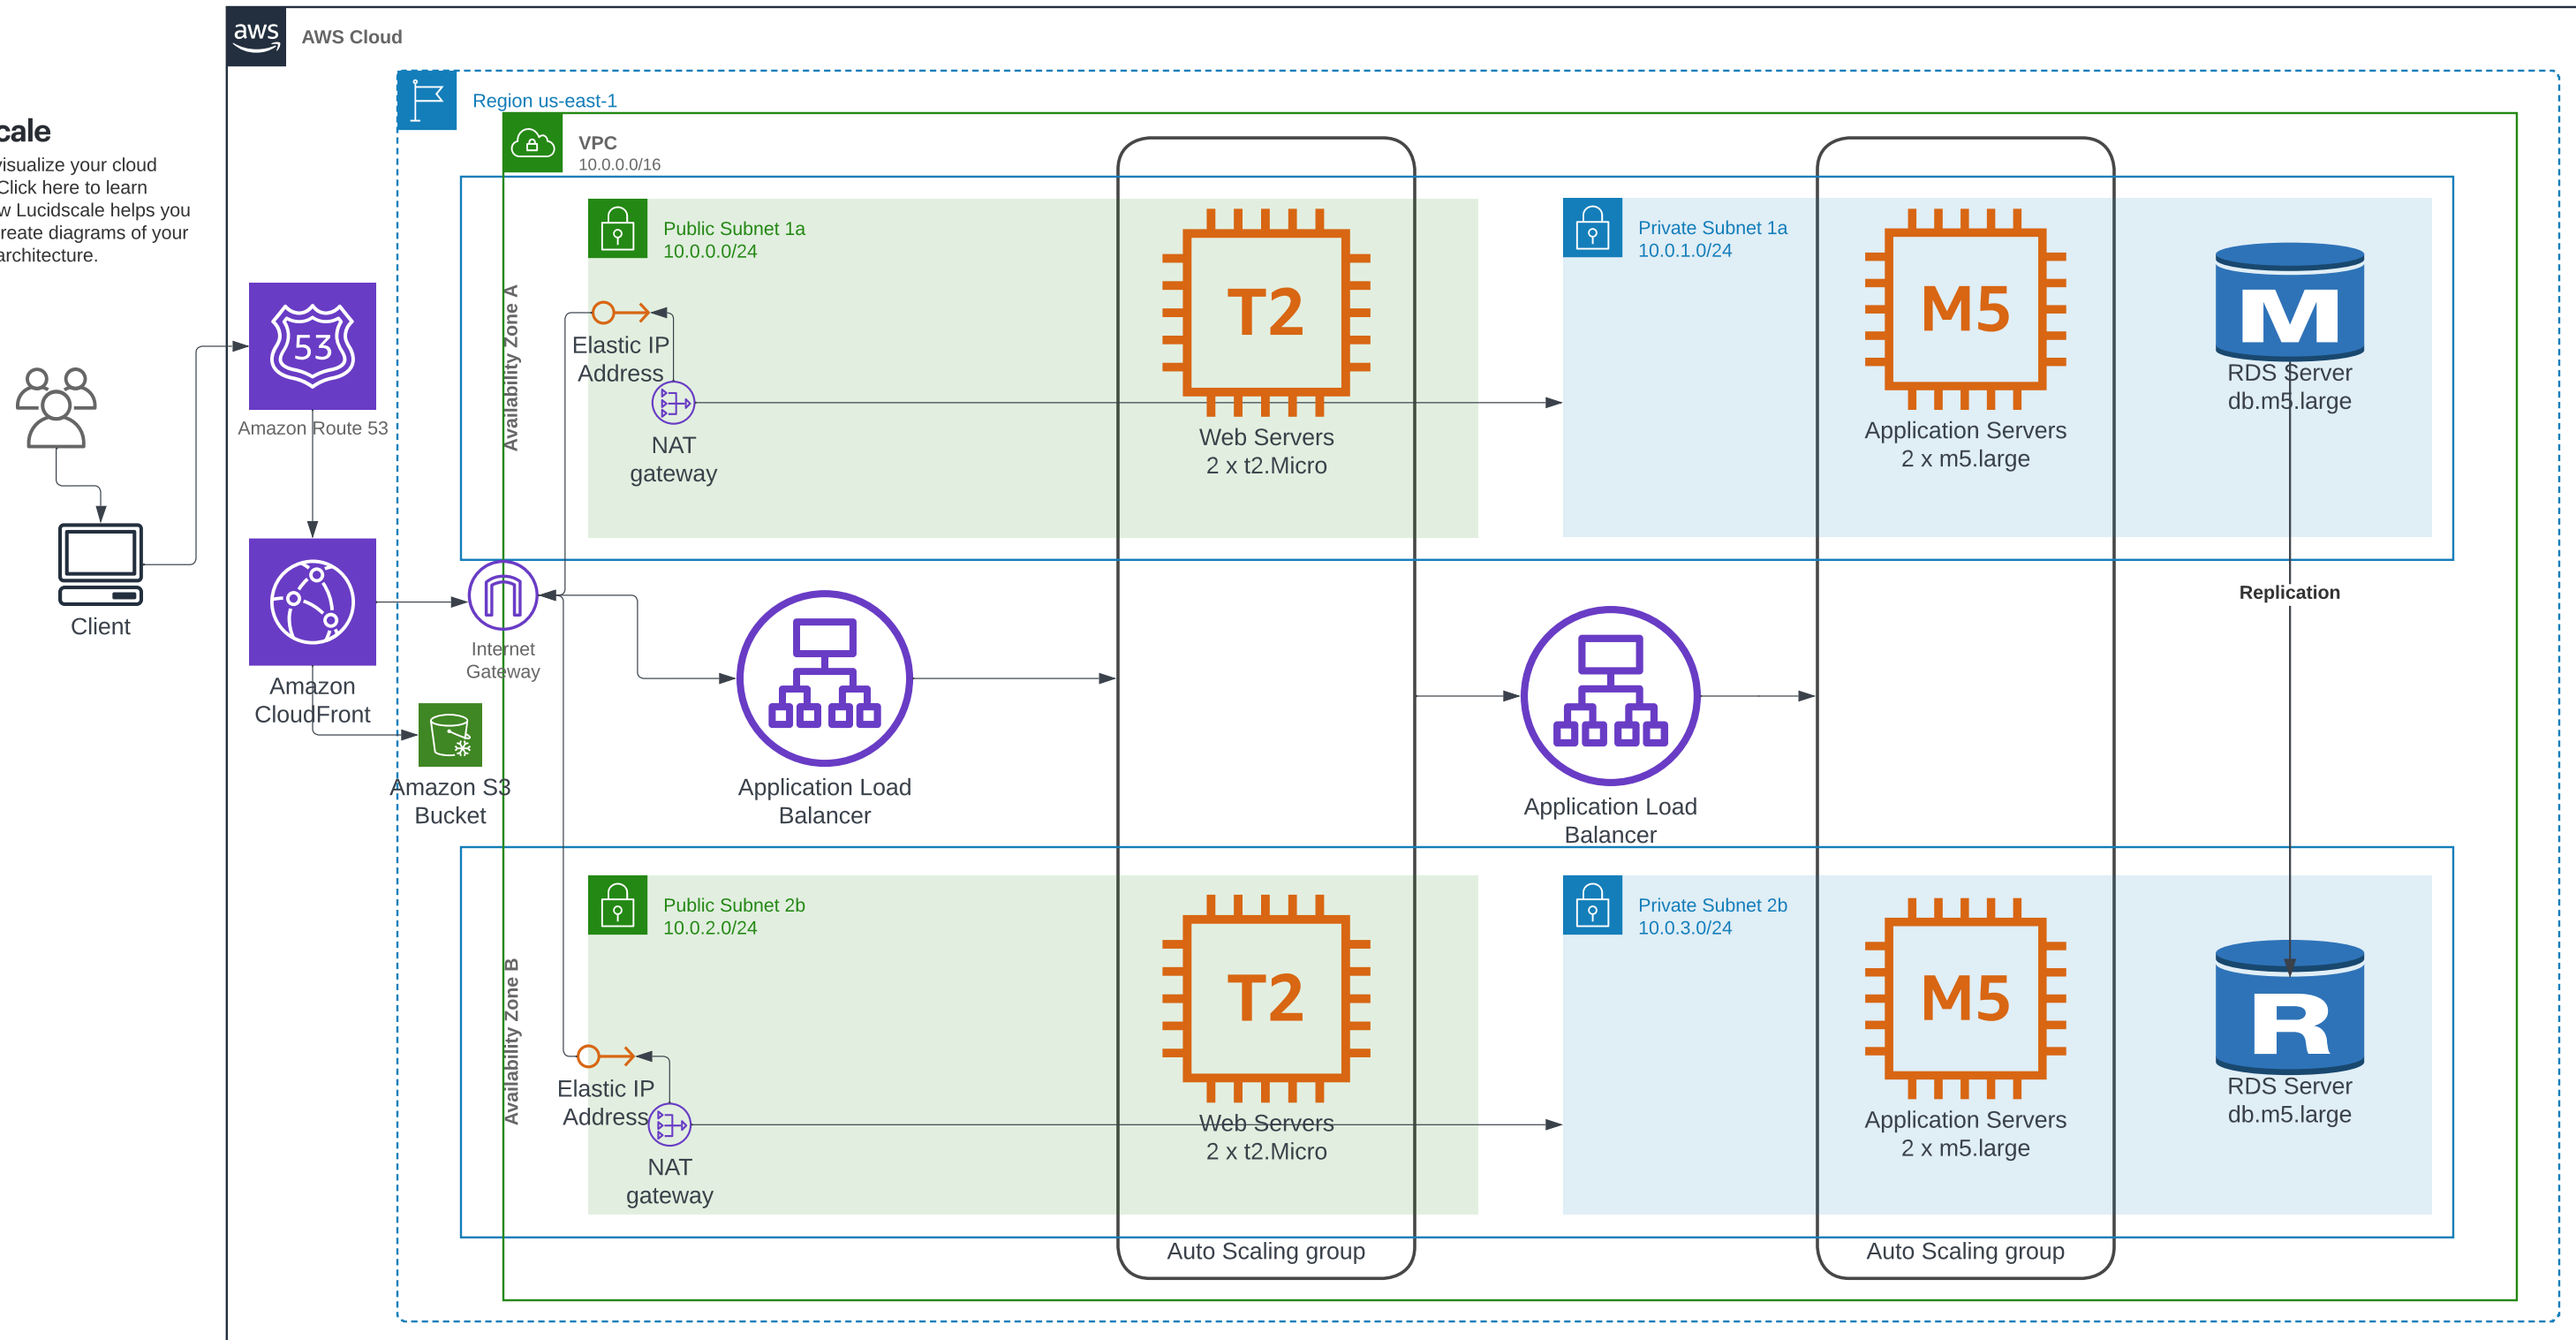 aws
AWS Cloud
Region us-east-1
cale
visualize your cloud
Click here to learn
w Lucidscale helps you
reate diagrams of your
architecture.
VPC
10.0.0.0/16
Public Subnet 1a
10.0.0.0/24
Private Subnet 1a
10.0.1.0/24
T2
M5
M
53
Availability Zone A
Elastic IP
Address
NAT
gateway
Web Servers
2 x t2.Micro
Application Servers
2 x m5.large
RDS Server
db.m5.large
Amazon Route 53
Client
Internet
Gateway
Replication
Amazon
CloudFront
Amazon S3
Bucket
Application Load
Balancer
Application Load
Balancer
Public Subnet 2b
10.0.2.0/24
Private Subnet 2b
10.0.3.0/24
T2
M5
R
Availability Zone B
Elastic IP
Address
NAT
gateway
Web Servers
2 x t2.Micro
Application Servers
2 x m5.large
RDS Server
db.m5.large
Auto Scaling group
Auto Scaling group